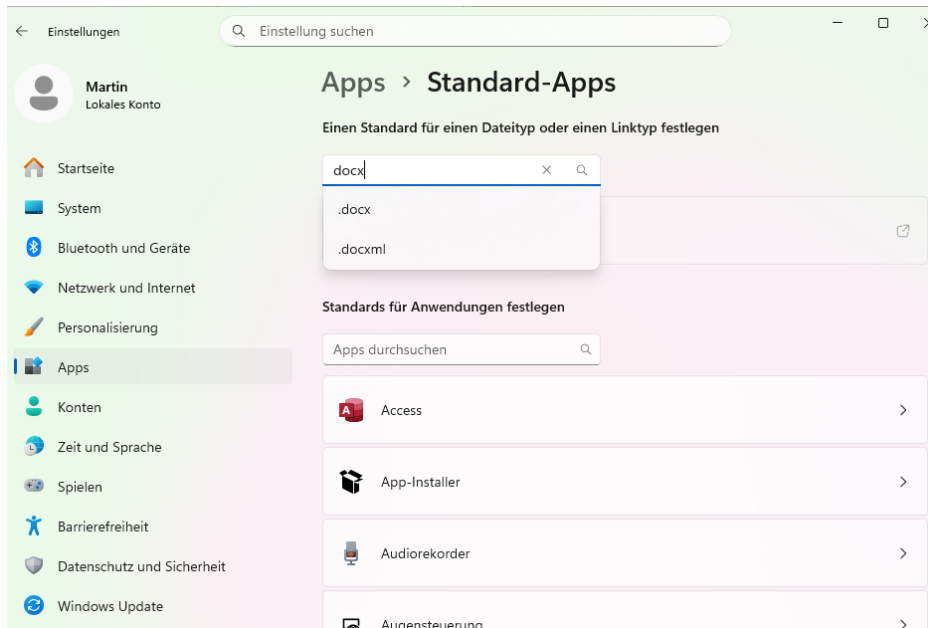 Einstellungen
Einstellung suchen
Martin
Lokales Konto
Startseite
System
Bluetooth und Geräte
Netzwerk und Internet
Personalisierung
Apps
Konten
Zeit und Sprache
Spielen
Barrierefreiheit
Datenschutz und Sicherheit
Windows Update
Apps > Standard-Apps
Einen Standard für einen Dateityp oder einen Linktyp festlegen
docx
.docx
.docxml
Standards für Anwendungen festlegen
Apps durchsuchen
Access
App-Installer
Audiorekorder
Augensteuerung